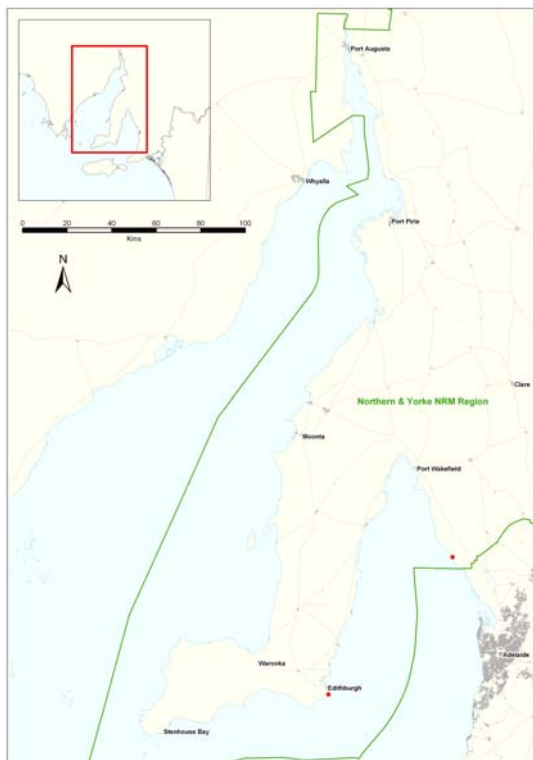 Port Augusta
Whyalla
0 20 40 60 80 100
Kms
Port Pirie
N
Clare
Northern & Yorke NRM Region
Moonta
Port Wakefield
Adelaide
Warooka
Edithburgh
Stenhouse Bay